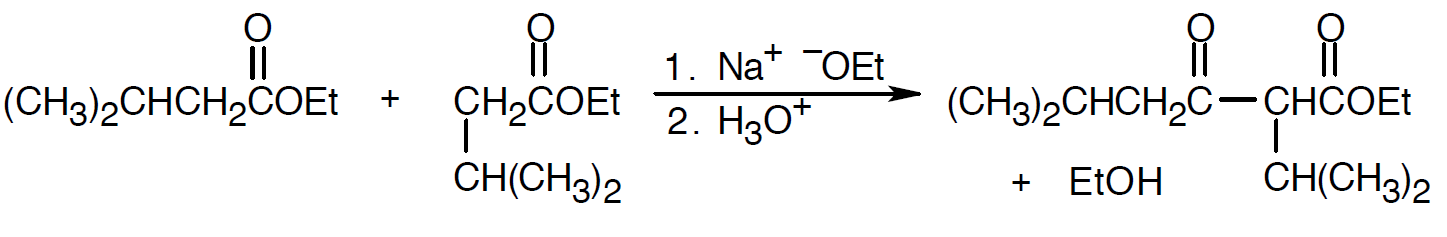 O O O O
1. Na⁺ ⁻OEt
(CH₃)₂CHCH₂COEt + CH₂COEt (CH₃)₂CHCH₂C CHCOEt
2. H₃O⁺
CH(CH₃)₂ + EtOH CH(CH₃)₂